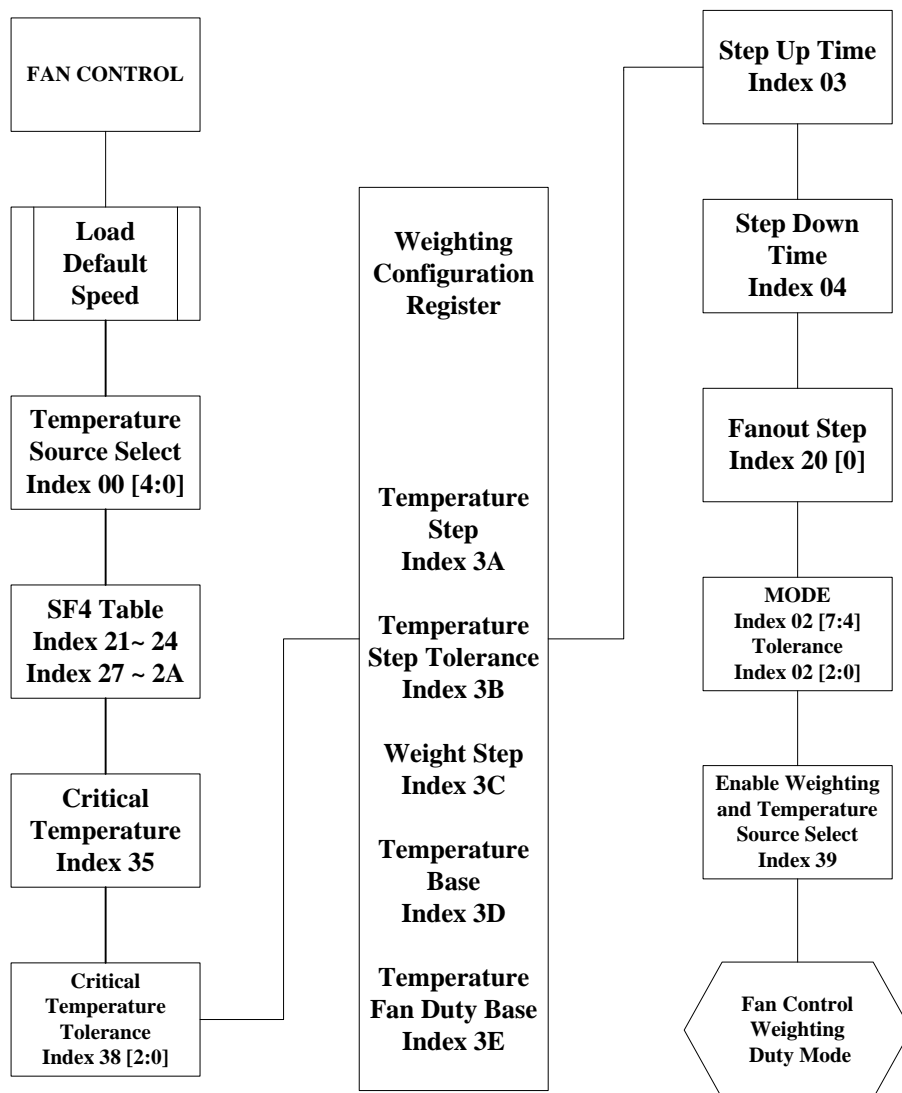 FAN CONTROL
Load
Default
Speed
Temperature
Source Select
Index 00 [4:0]
SF4 Table
Index 21~ 24
Index 27 ~ 2A
Critical
Temperature
Index 35
Critical
Temperature
Tolerance
Index 38 [2:0]
Weighting
Configuration
Register
Temperature
Step
Index 3A
Temperature
Step Tolerance
Index 3B
Weight Step
Index 3C
Temperature
Base
Index 3D
Temperature
Fan Duty Base
Index 3E
Step Up Time
Index 03
Step Down
Time
Index 04
Fanout Step
Index 20 [0]
MODE
Index 02 [7:4]
Tolerance
Index 02 [2:0]
Enable Weighting
and Temperature
Source Select
Index 39
Fan Control
Weighting
Duty Mode